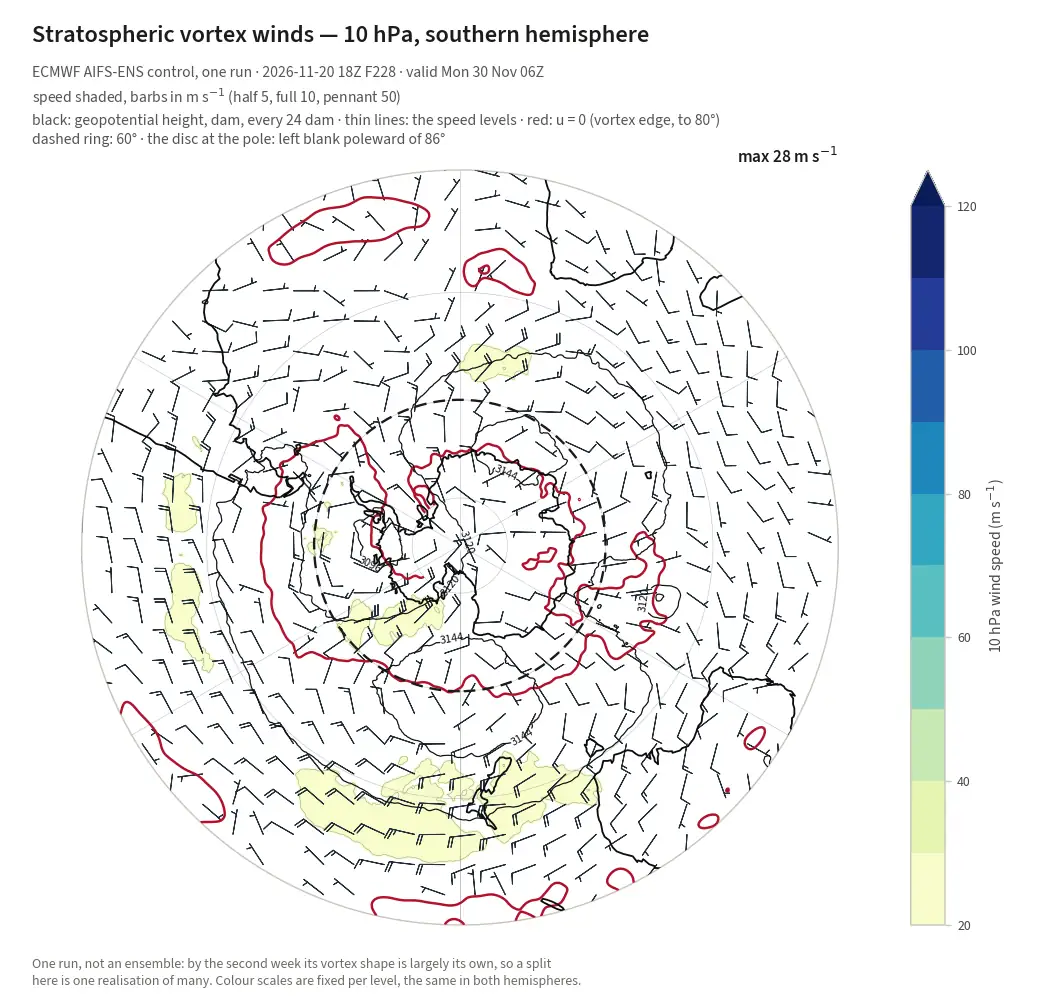 Stratospheric vortex winds — 10 hPa, southern hemisphere
ECMWF AIFS-ENS control, one run · 2026-11-20 18Z F228 · valid Mon 30 Nov 06Z
speed shaded, barbs in m s⁻¹ (half 5, full 10, pennant 50)
black: geopotential height, dam, every 24 dam · thin lines: the speed levels · red: u = 0 (vortex edge, to 80°)
dashed ring: 60° · the disc at the pole: left blank poleward of 86°
max 28 m s⁻¹
120
100
80
60
40
20
10 hPa wind speed (m s⁻¹)
3144
3120
3120
3120
3144
3144
One run, not an ensemble: by the second week its vortex shape is largely its own, so a split
here is one realisation of many. Colour scales are fixed per level, the same in both hemispheres.